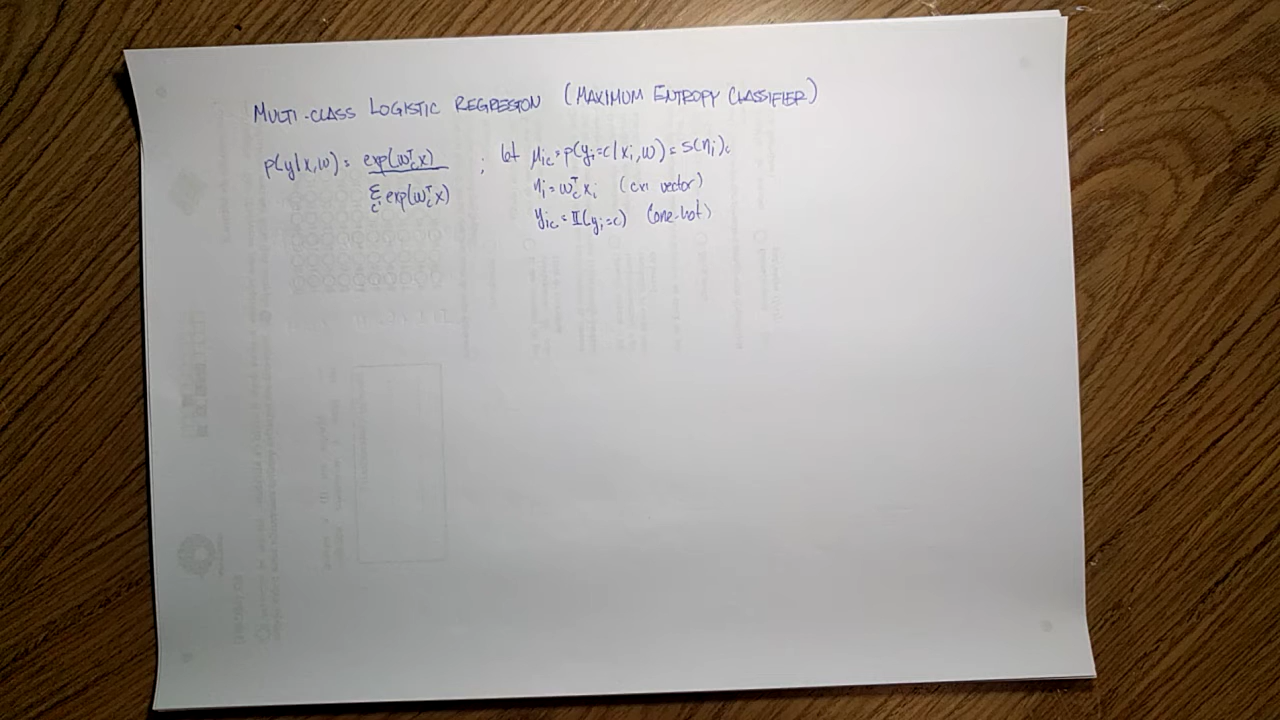 MULTI-CLASS LOGISTIC REGRESSION (MAXIMUM ENTROPY CLASSIFIER)
p(y|x,w) = exp(w_c^T x) / Σ_c' exp(w_c'^T x) ; let μ_ic = p(y_i=c|x_i,w) = S(η_i)_c
η_i = w_c^T x_i (cx1 vector)
y_ic = 𝕀(y_i=c) (one-hot)